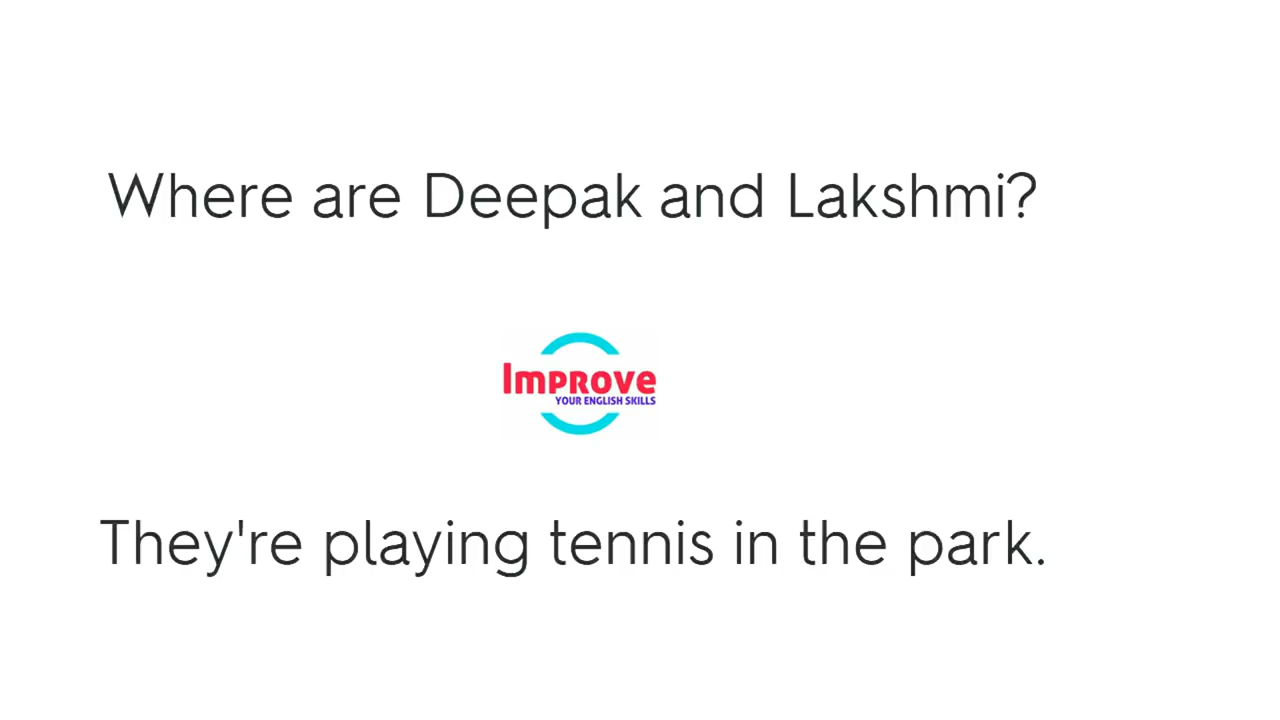 Where are Deepak and Lakshmi?
Improve
YOUR ENGLISH SKILLS
They're playing tennis in the park.